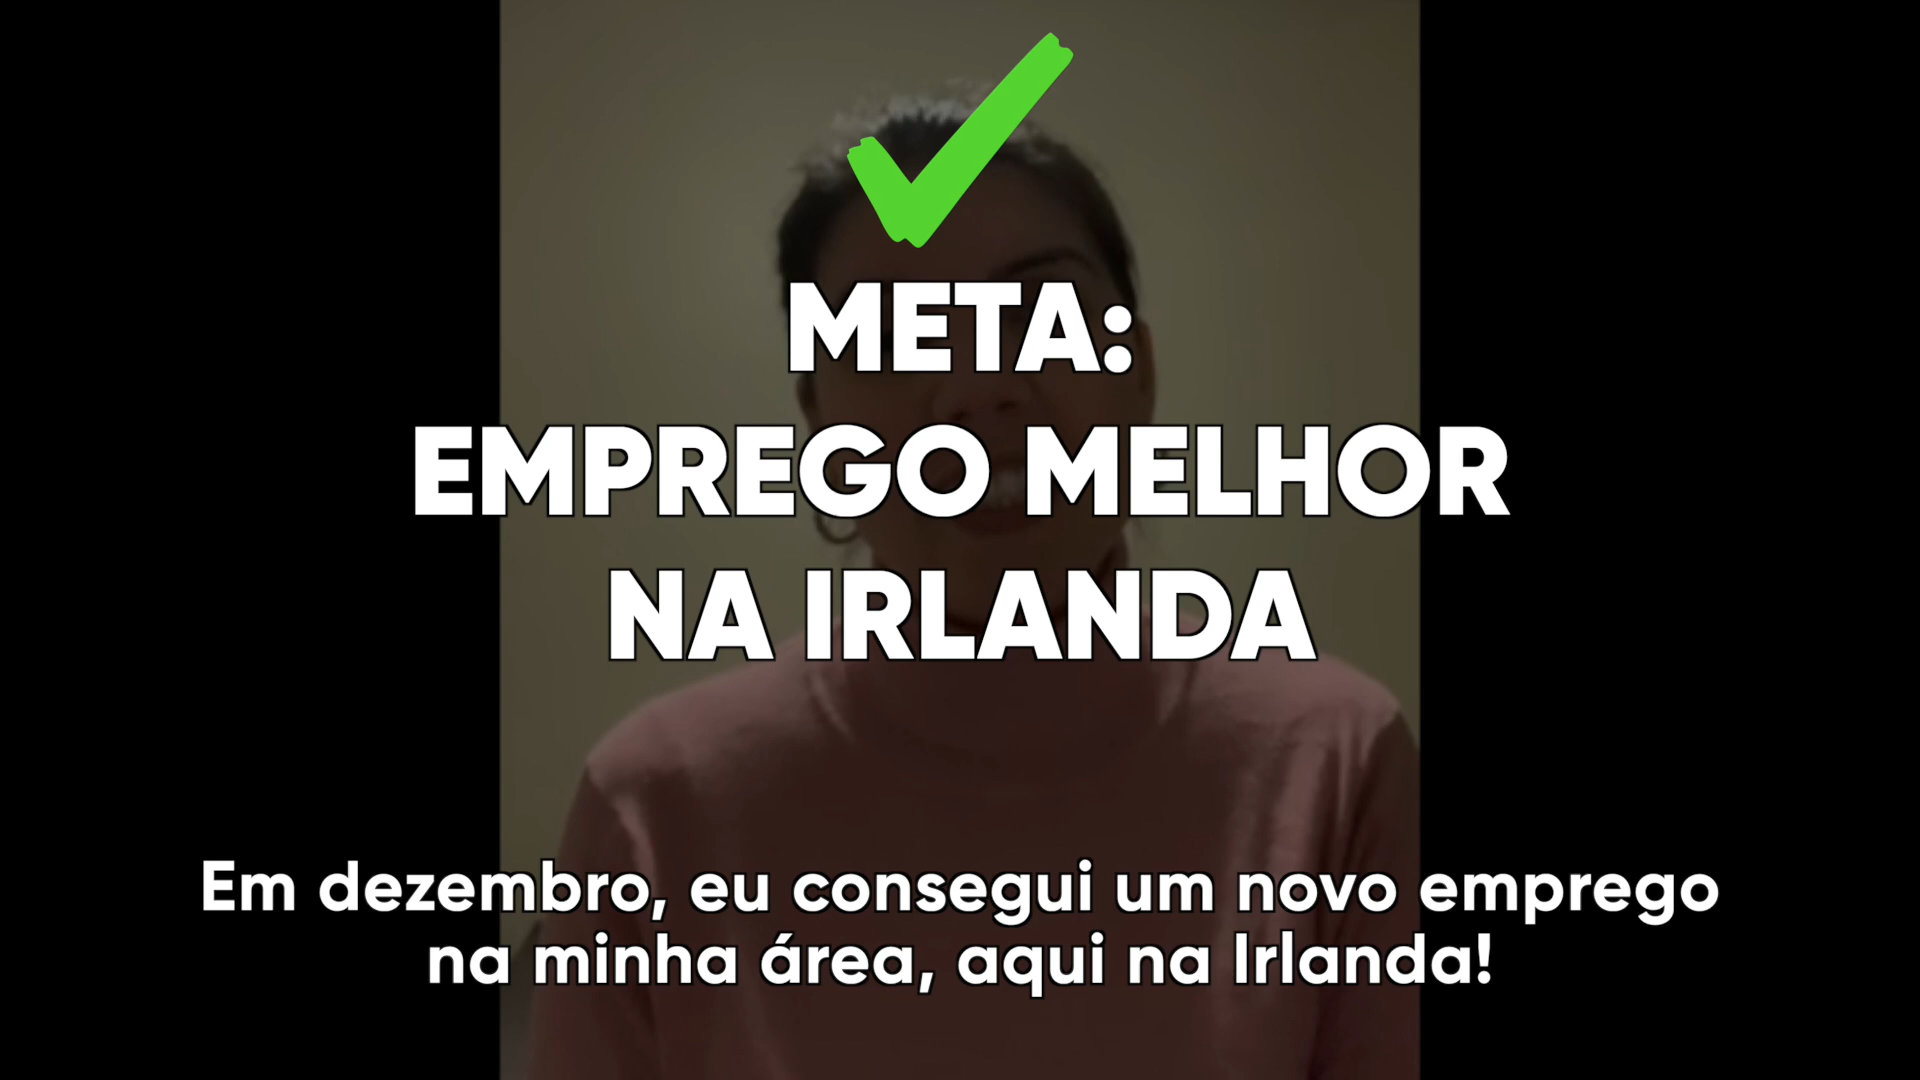 META:
EMPREGO MELHOR
NA IRLANDA
Em dezembro, eu consegui um novo emprego
na minha área, aqui na Irlanda!